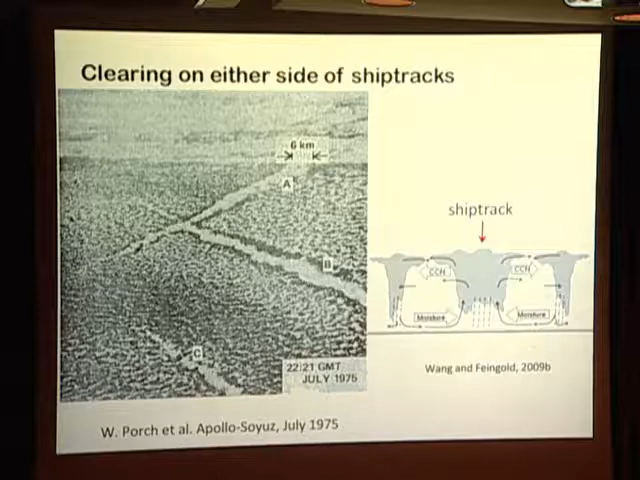 Clearing on either side of shiptracks
6 km
A
B
C
22:21 GMT
JULY 1975
W. Porch et al. Apollo-Soyuz, July 1975
shiptrack
CCN
CCN
Moisture
Moisture
Wang and Feingold, 2009b